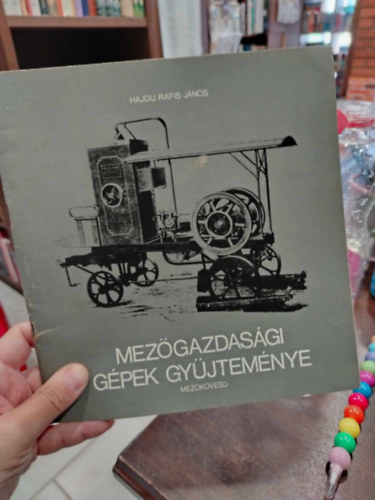 HAJDU RAFIS JÁNOS
MEZŐGAZDASÁGI
GÉPEK GYŰJTEMÉNYE
MEZŐKÖVESD